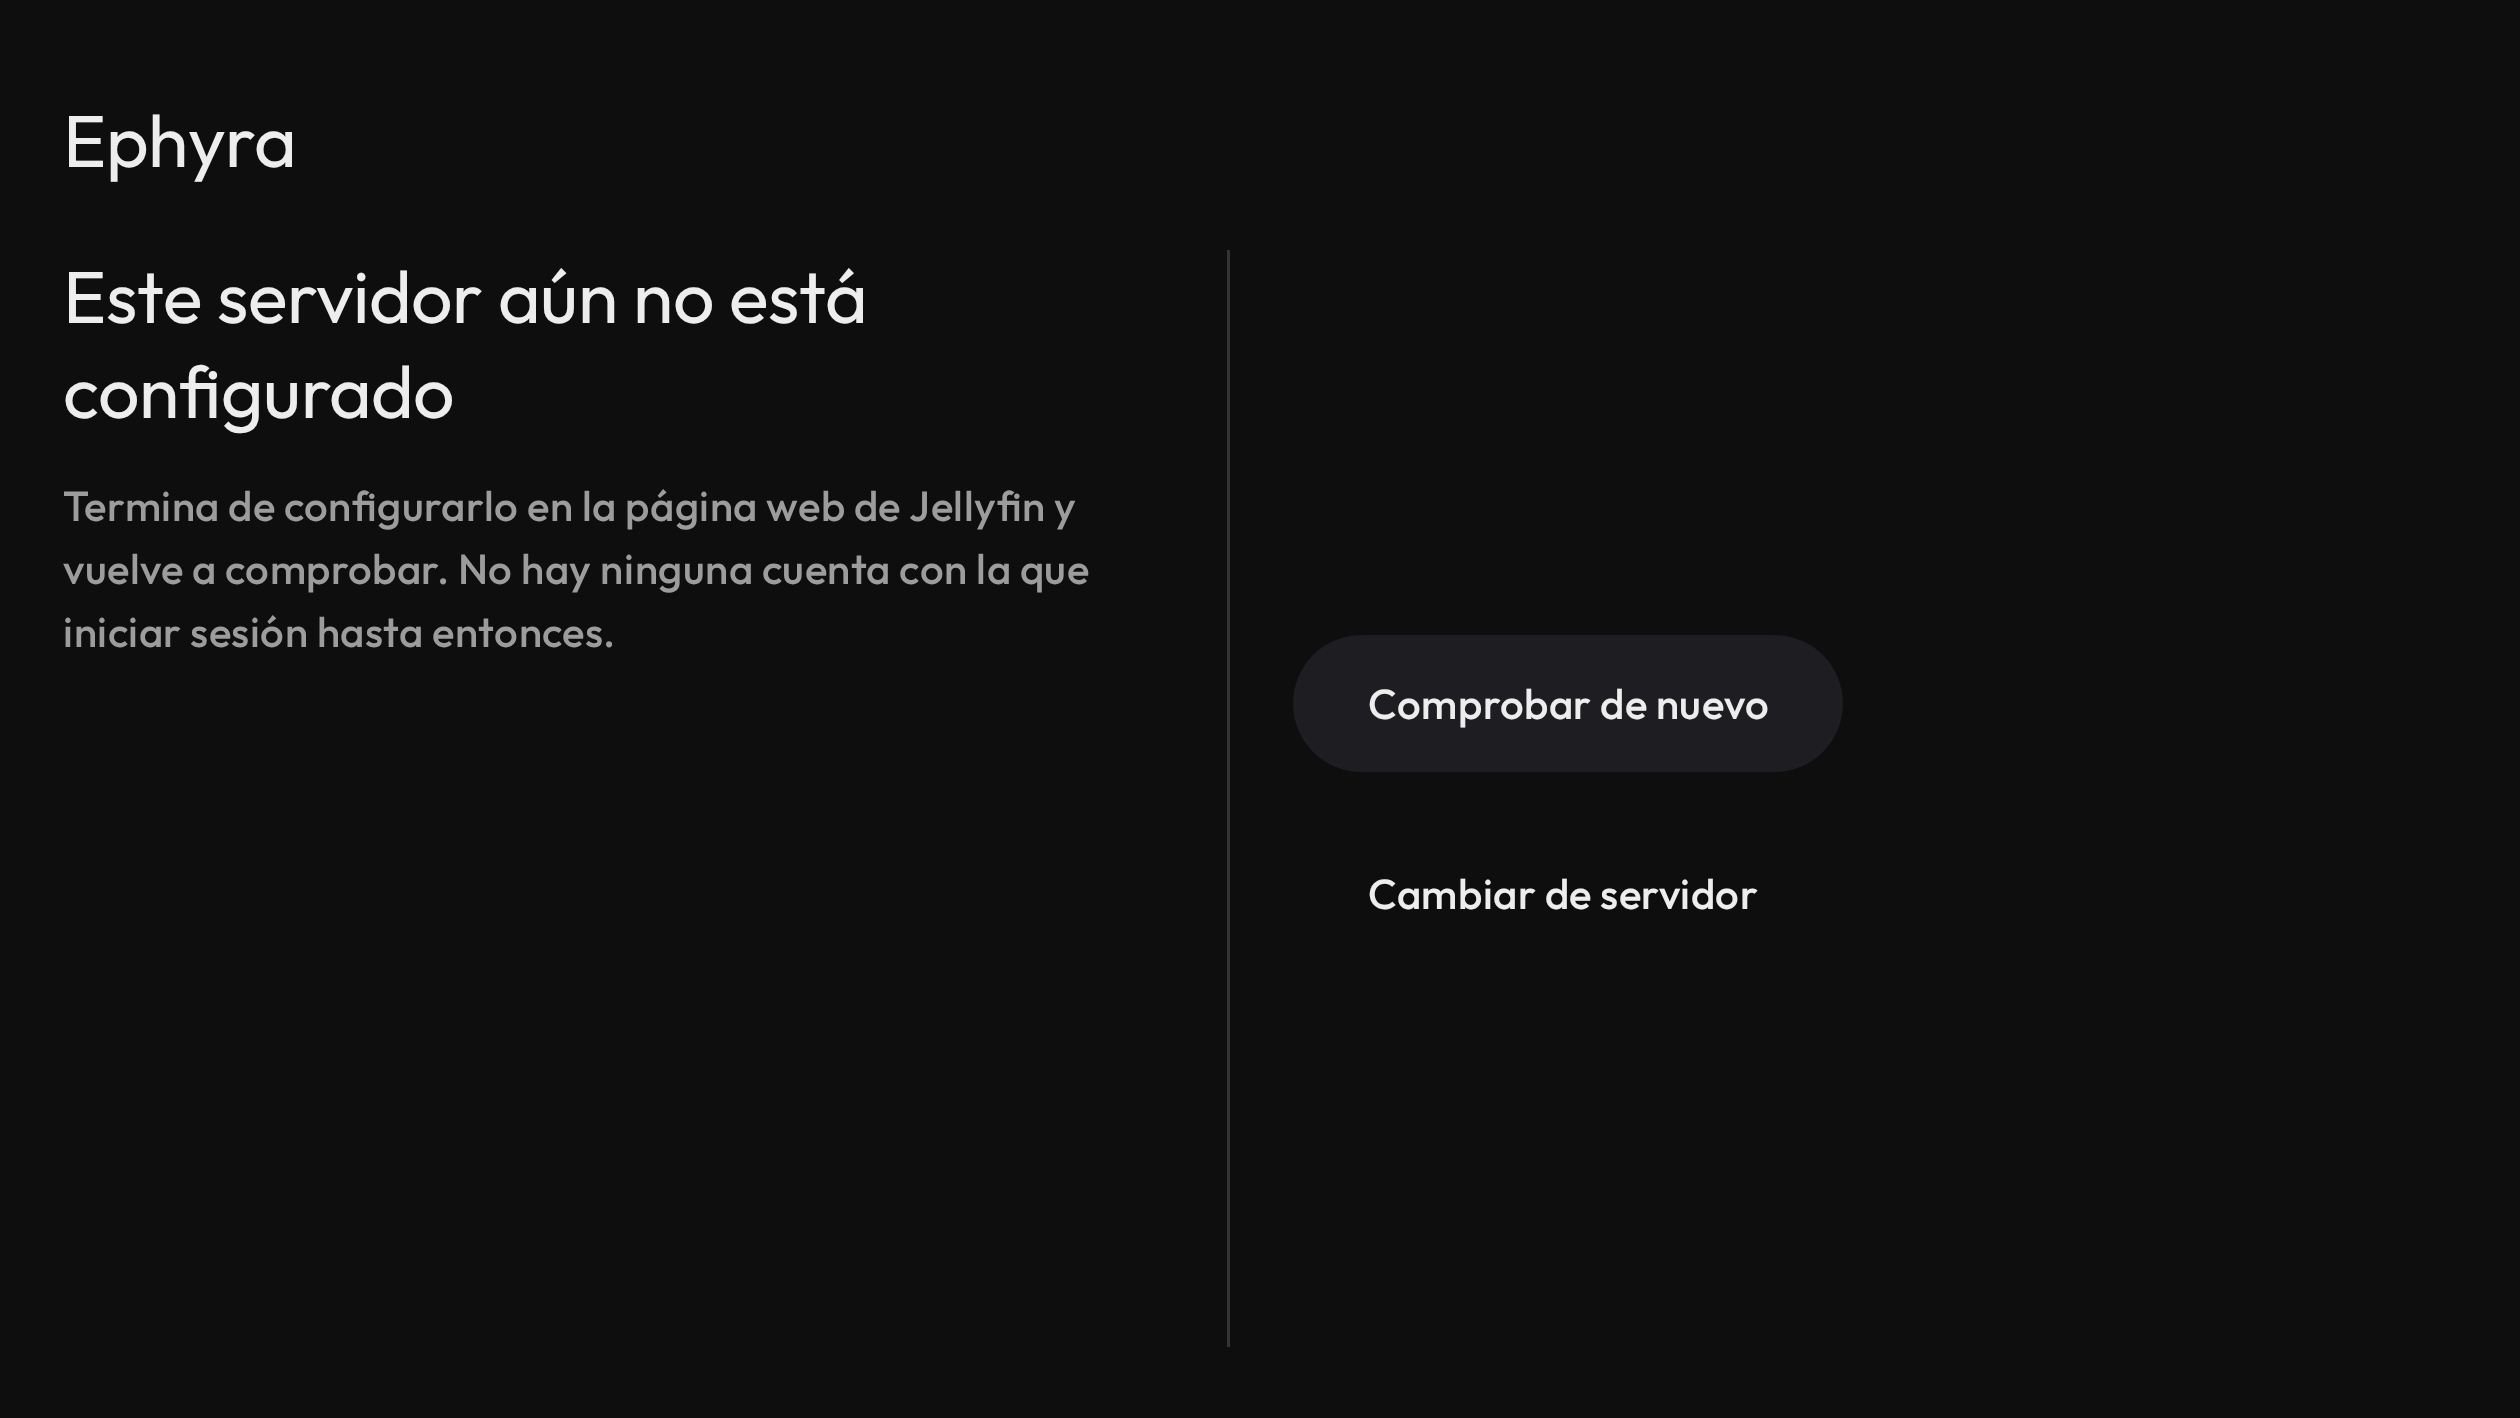 Ephyra
Este servidor aún no está
configurado
Termina de configurarlo en la página web de Jellyfin y
vuelve a comprobar. No hay ninguna cuenta con la que
iniciar sesión hasta entonces.
Comprobar de nuevo
Cambiar de servidor